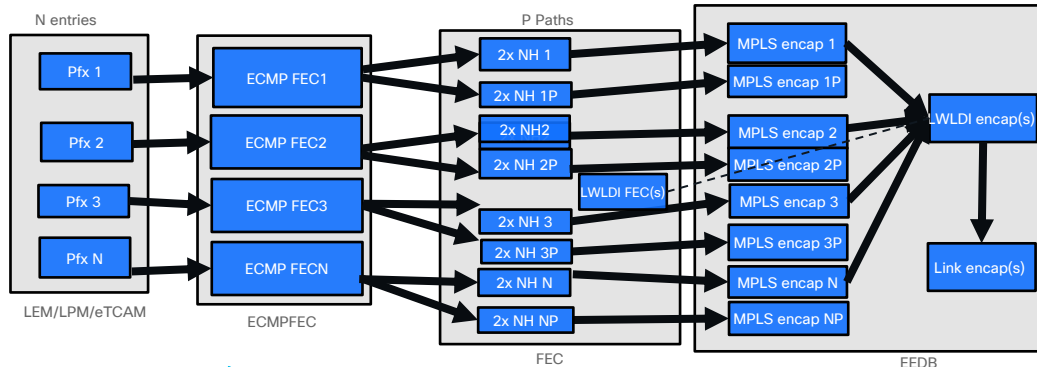 N entries
P Paths
EEDB
Pfx 1
Pfx 2
Pfx 3
Pfx N
LEM/LPM/eTCAM
ECMP FEC1
ECMP FEC2
ECMP FEC3
ECMP FECN
ECMPFEC
2x NH 1
2x NH 1P
2x NH2
2x NH 2P
LWLDI FEC(s)
2x NH 3
2x NH 3P
2x NH N
2x NH NP
FEC
MPLS encap 1
MPLS encap 1P
MPLS encap 2
MPLS encap 2P
MPLS encap 3
MPLS encap 3P
MPLS encap N
MPLS encap NP
LWLDI encap(s)
Link encap(s)